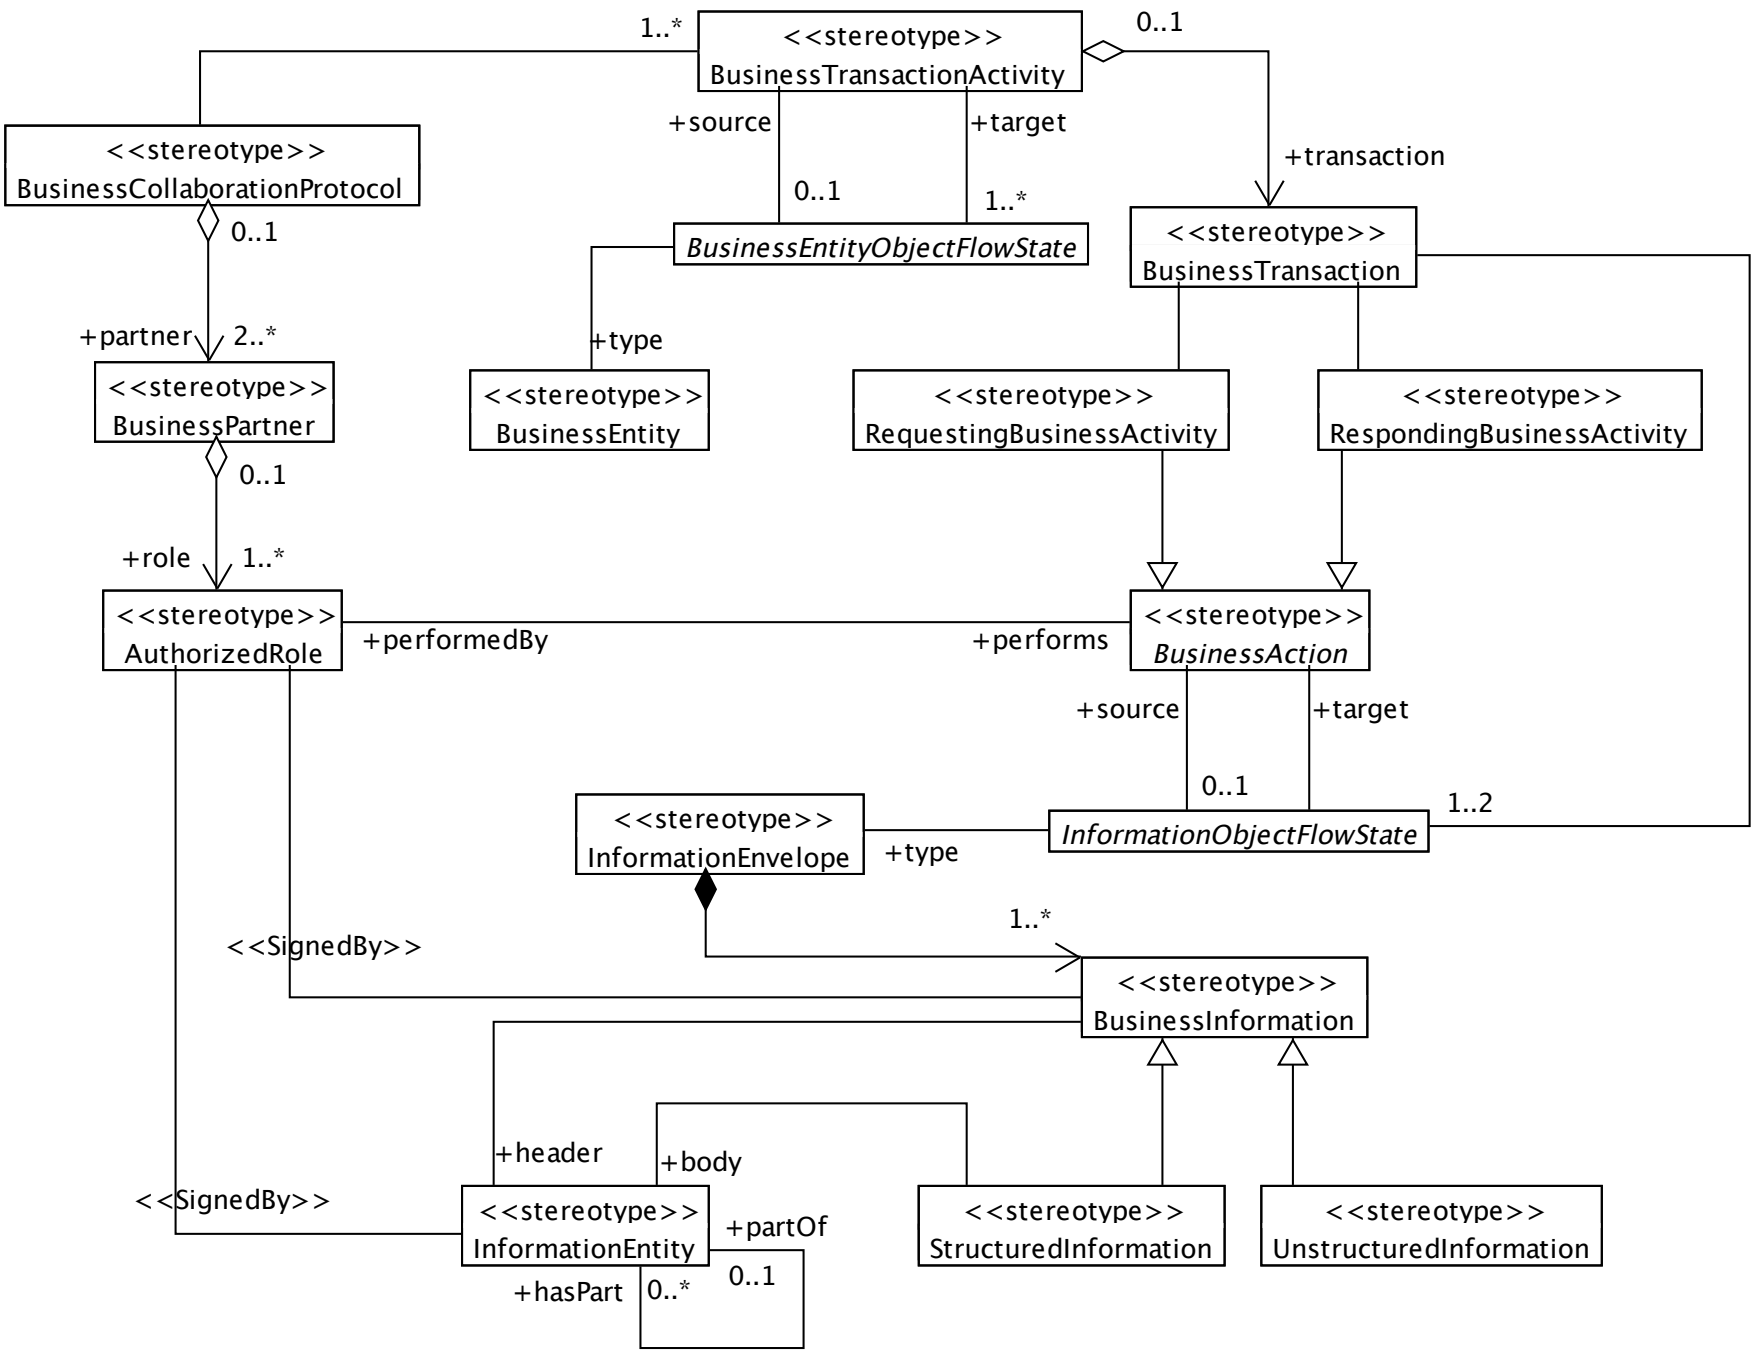 1..*
<<stereotype>>
BusinessTransactionActivity
0..1
+source
+target
<<stereotype>>
BusinessCollaborationProtocol
+transaction
0..1
1..*
0..1
<<stereotype>>
BusinessTransaction
BusinessEntityObjectFlowState
+partner
2..*
+type
<<stereotype>>
BusinessPartner
<<stereotype>>
BusinessEntity
<<stereotype>>
RequestingBusinessActivity
<<stereotype>>
RespondingBusinessActivity
0..1
+role
1..*
<<stereotype>>
AuthorizedRole
+performedBy
+performs
<<stereotype>>
BusinessAction
+source
+target
0..1
1..2
<<stereotype>>
InformationEnvelope
+type
InformationObjectFlowState
1..*
<<SignedBy>>
<<stereotype>>
BusinessInformation
+header
+body
<<SignedBy>>
<<stereotype>>
InformationEntity
+partOf
0..1
+hasPart
0..*
<<stereotype>>
StructuredInformation
<<stereotype>>
UnstructuredInformation